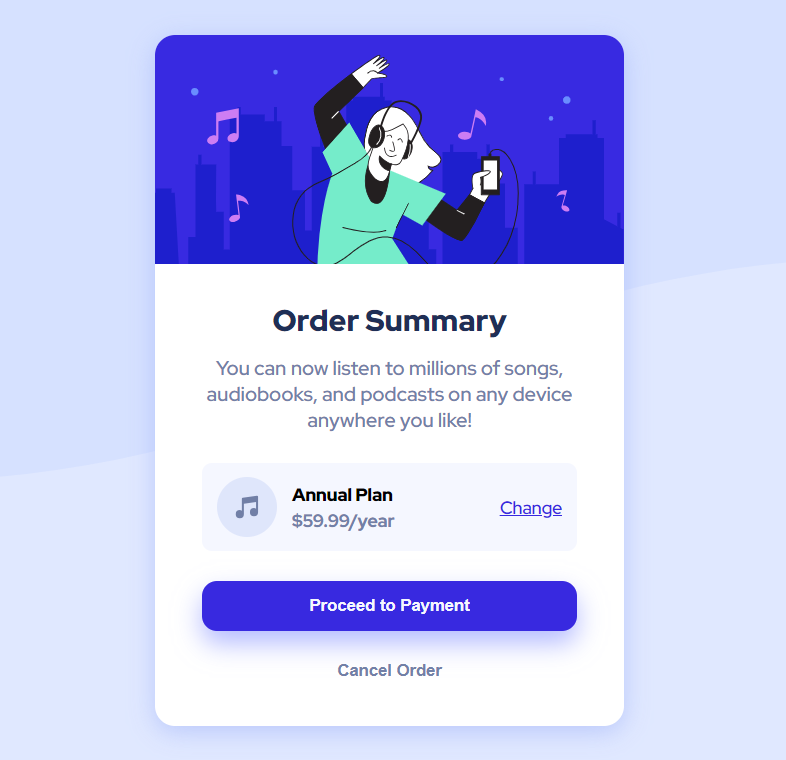 Order Summary
You can now listen to millions of songs,
audiobooks, and podcasts on any device
anywhere you like!
Annual Plan
$59.99/year
Change
Proceed to Payment
Cancel Order